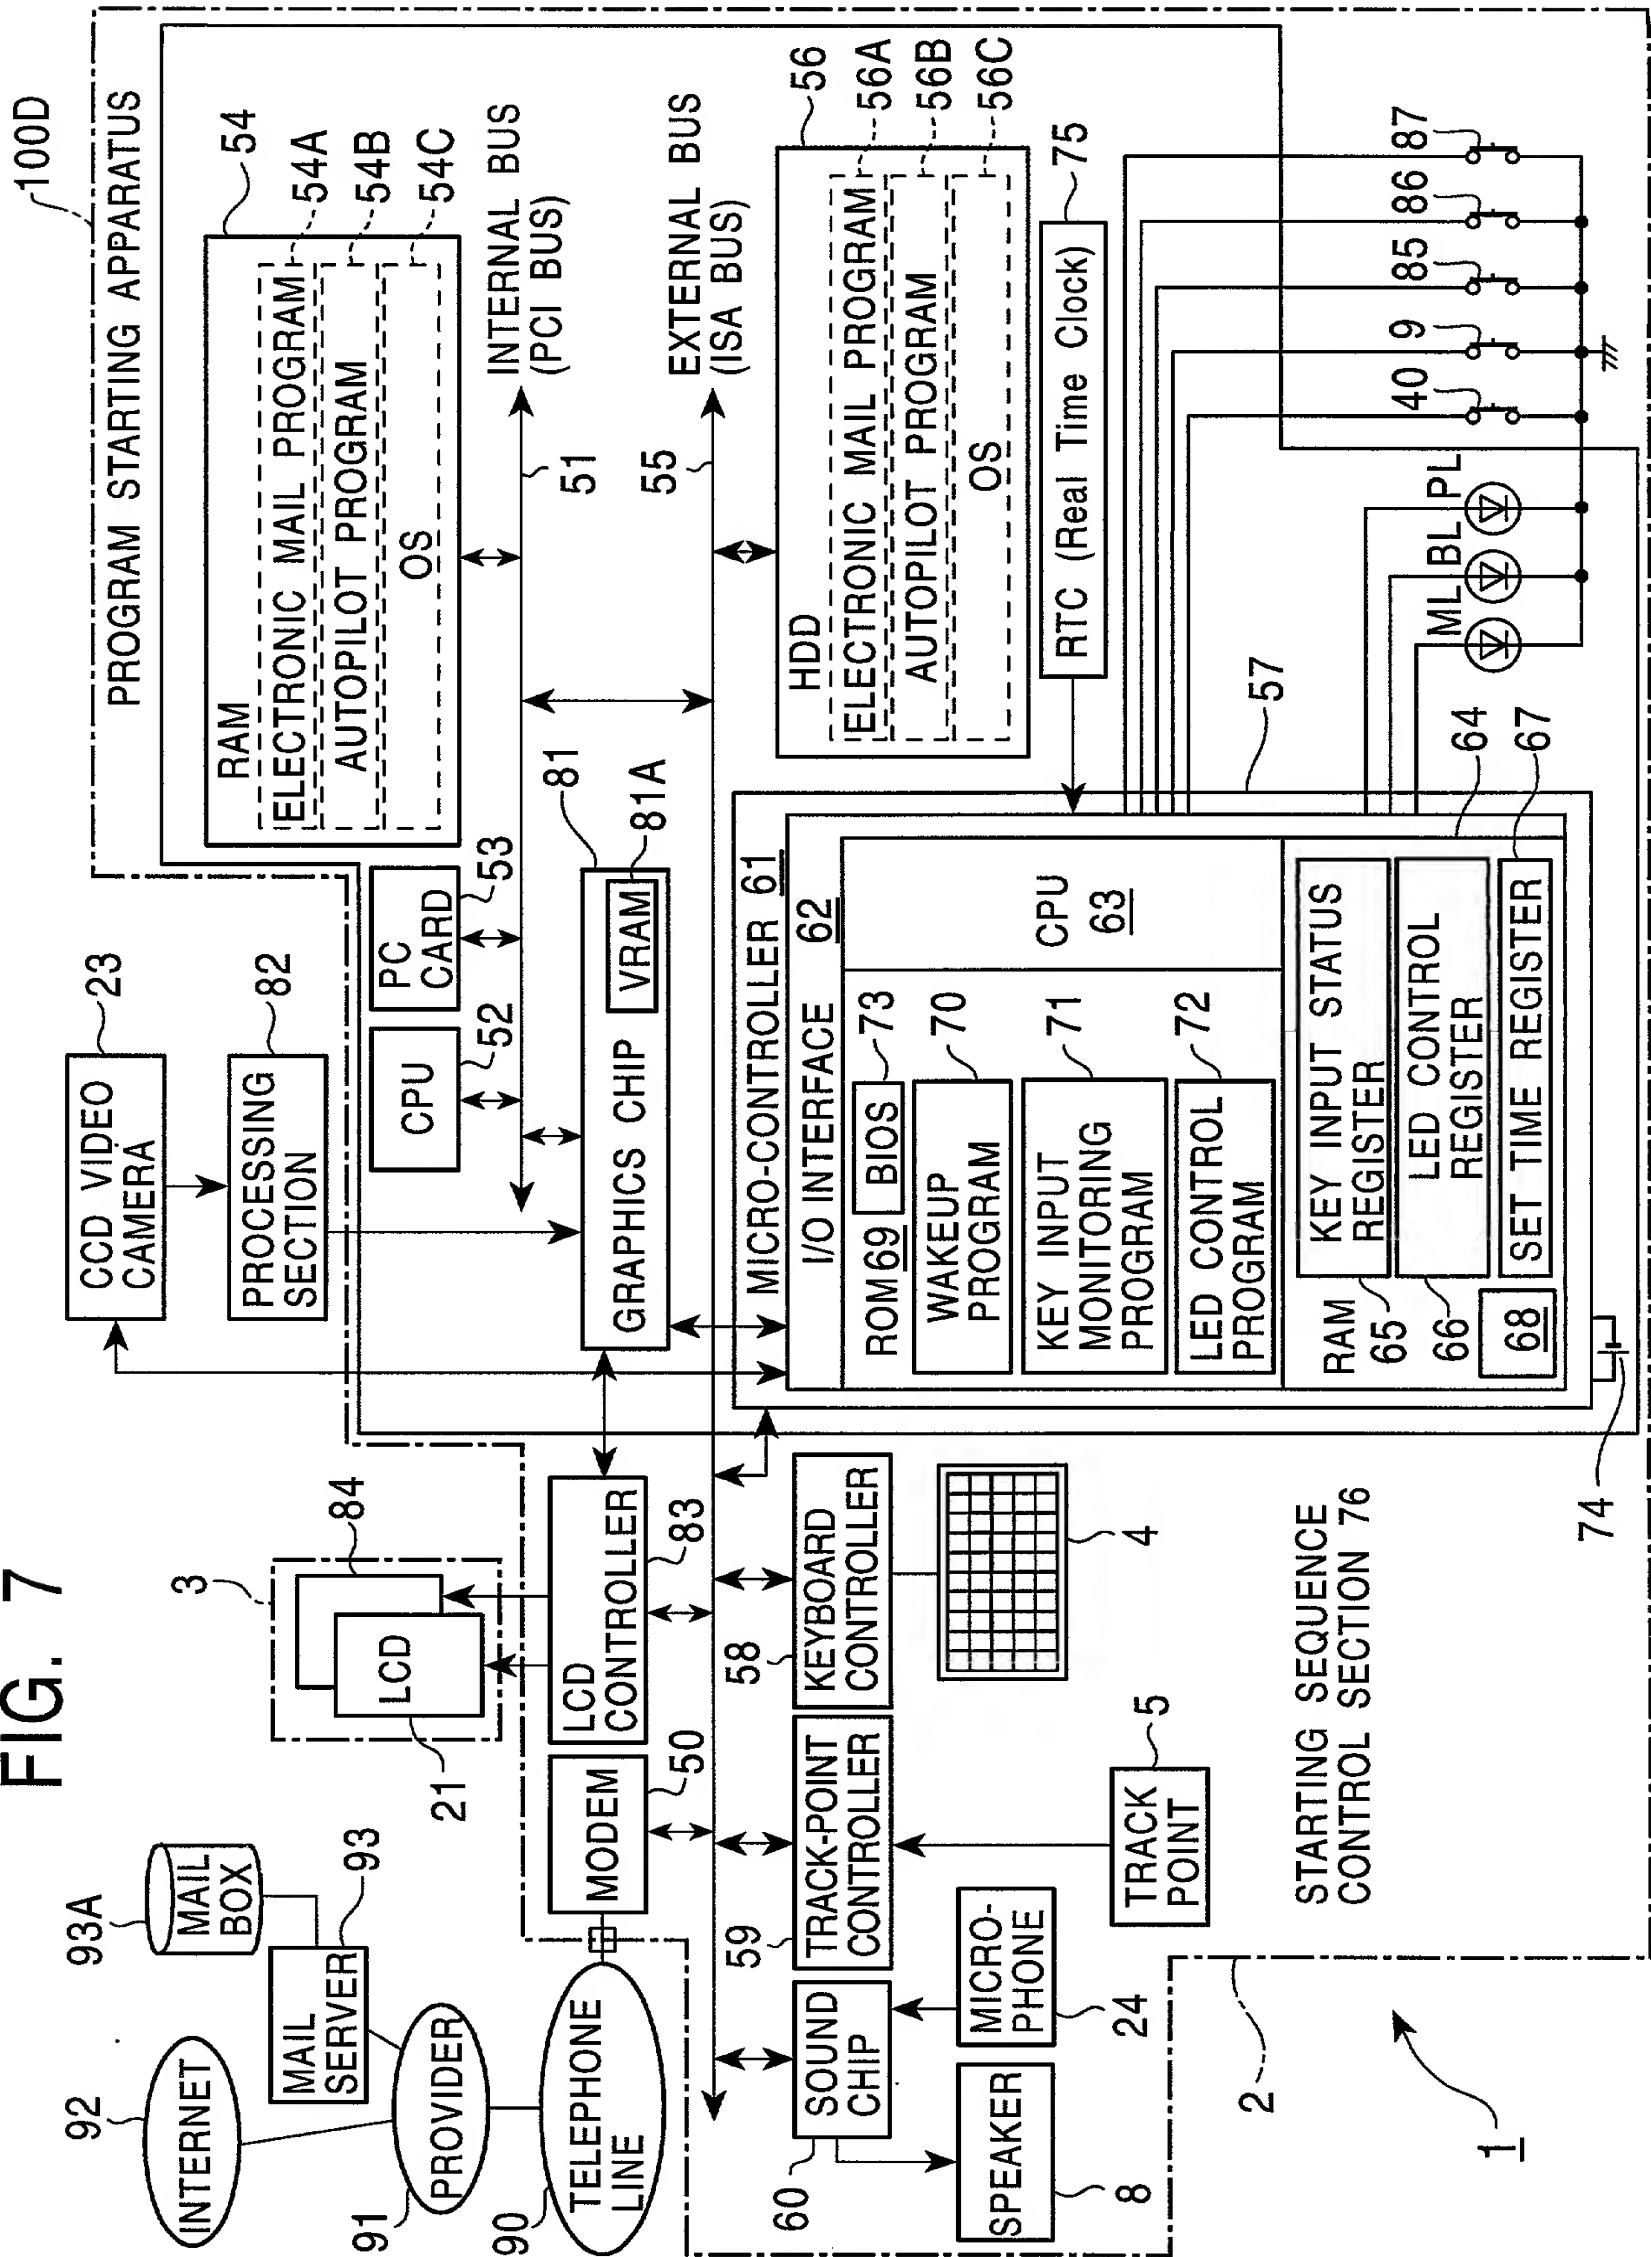 FIG. 7
100D
PROGRAM STARTING APPARATUS
92
INTERNET
93A
MAIL
BOX
MAIL
SERVER
93
91
PROVIDER
90
TELEPHONE
LINE
3
84
LCD
21
MODEM
50
LCD
CONTROLLER
83
CCD VIDEO
CAMERA
23
PROCESSING
SECTION
82
CPU
52
PC
CARD
53
RAM
54
ELECTRONIC MAIL PROGRAM
54A
AUTOPILOT PROGRAM
54B
OS
54C
INTERNAL BUS
(PCI BUS)
51
GRAPHICS CHIP
81
VRAM
81A
EXTERNAL BUS
(ISA BUS)
55
HDD
56
ELECTRONIC MAIL PROGRAM
56A
AUTOPILOT PROGRAM
56B
OS
56C
RTC (Real Time Clock)
75
60
SOUND
CHIP
59
TRACK-POINT
CONTROLLER
58
KEYBOARD
CONTROLLER
SPEAKER
8
MICRO-
PHONE
24
TRACK
POINT
5
4
MICRO-CONTROLLER 61
I/O INTERFACE 62
57
ROM 69
BIOS
73
WAKEUP
PROGRAM
70
KEY INPUT
MONITORING
PROGRAM
71
LED CONTROL
PROGRAM
72
CPU
63
RAM
64
65
KEY INPUT STATUS
REGISTER
66
LED CONTROL
REGISTER
68
SET TIME REGISTER
67
74
ML
BL
PL
40
9
85
86
87
STARTING SEQUENCE
CONTROL SECTION 76
2
1